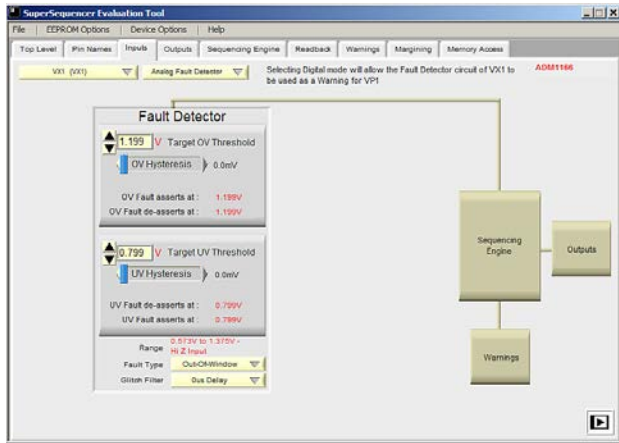 SuperSequencer Evaluation Tool
File | EEPROM Options | Device Options | Help
Top Level Pin Names Inputs Outputs Sequencing Engine Readback Warnings Margining Memory Access
VX1 (VX1) Analog Fault Detector Selecting Digital mode will allow the Fault Detector circuit of VX1 to ADM1166
be used as a Warning for VP1
Fault Detector
1.199 V Target OV Threshold
OV Hysteresis 0.0mV
OV Fault asserts at : 1.199V
OV Fault de-asserts at : 1.199V
0.799 V Target UV Threshold
UV Hysteresis 0.0mV
UV Fault de-asserts at : 0.799V
UV Fault asserts at : 0.799V
Range 0.573V to 1.375V -
Hi Z Input
Fault Type Out-Of-Window
Glitch Filter 0us Delay
Sequencing
Engine
Outputs
Warnings